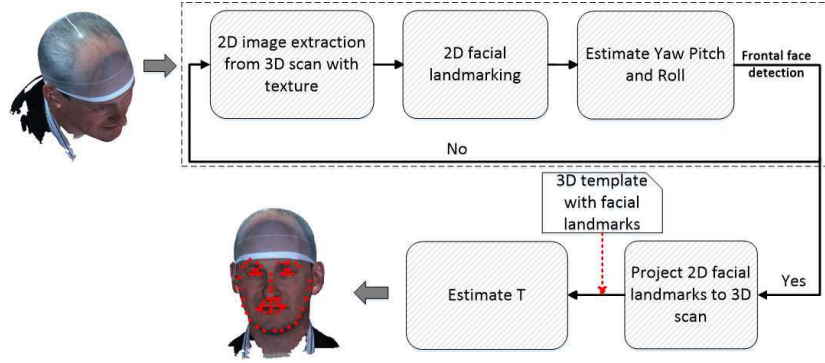 2D image extraction
from 3D scan with
texture
2D facial
landmarking
Estimate Yaw Pitch
and Roll
Frontal face
detection
No
3D template
with facial
landmarks
Yes
Project 2D facial
landmarks to 3D
scan
Estimate T